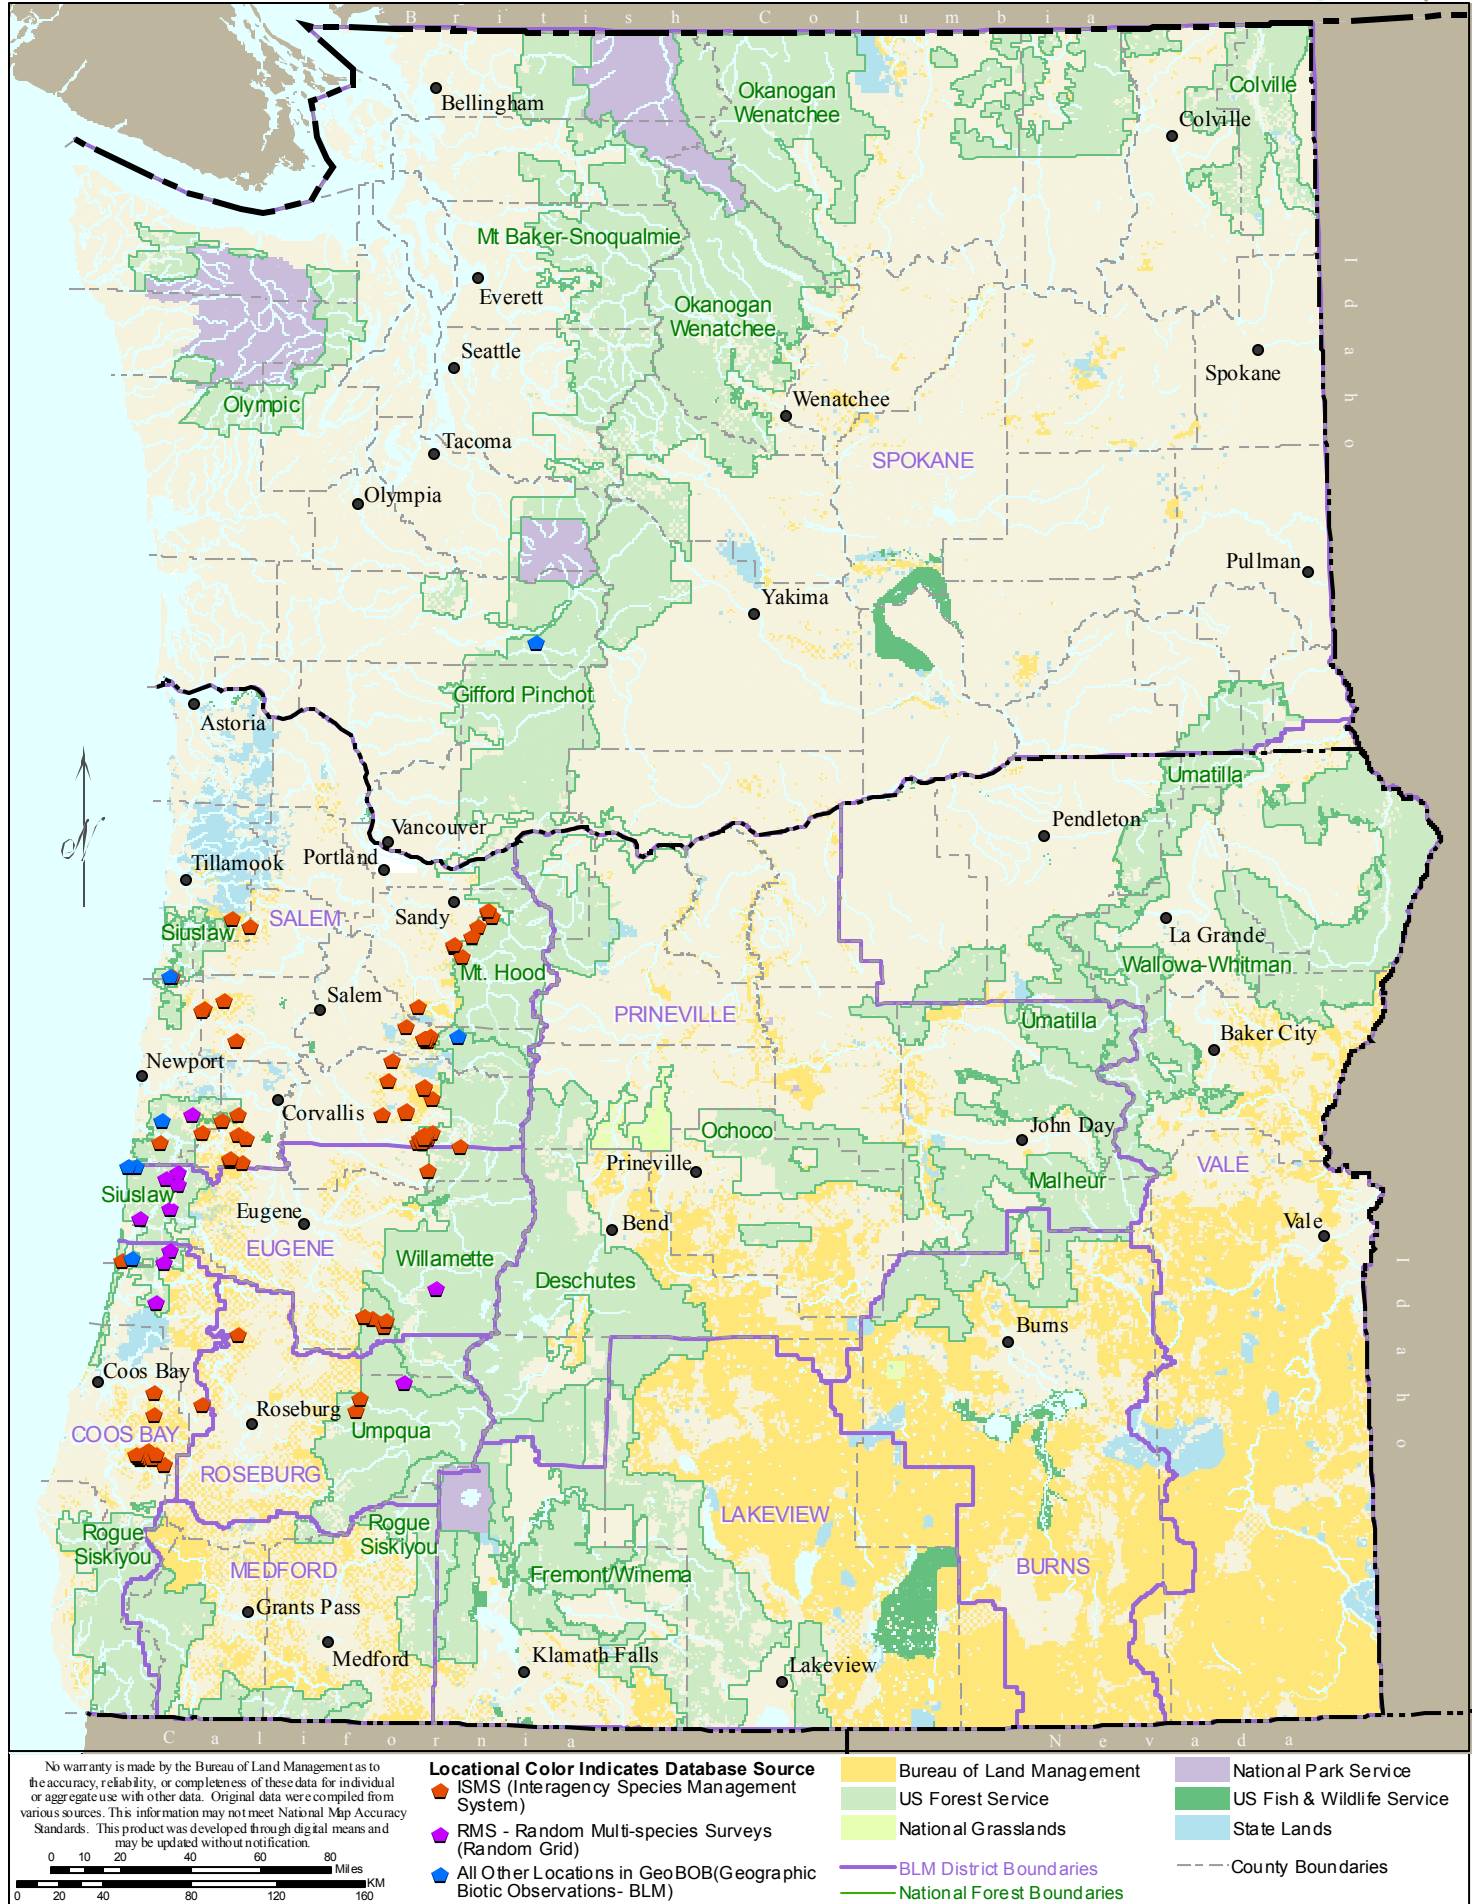 British Columbia
Bellingham
Okanogan
Wenatchee
Colville
Colville
Mt Baker-Snoqualmie
Everett
Okanogan
Wenatchee
Seattle
Spokane
Idaho
Olympic
Wenatchee
Tacoma
SPOKANE
Olympia
Pullman
Yakima
Gifford Pinchot
Astoria
Umatilla
Vancouver
Pendleton
Tillamook
Portland
N
Sandy
SALEM
Siuslaw
La Grande
Wallowa-Whitman
Mt. Hood
Salem
PRINEVILLE
Umatilla
Baker City
Newport
Corvallis
Ochoco
John Day
Prineville
VALE
Malheur
Siuslaw
Eugene
Bend
Vale
EUGENE
Willamette
Deschutes
Idaho
Burns
Coos Bay
Roseburg
Umpqua
COOS BAY
ROSEBURG
LAKEVIEW
Rogue
Siskiyou
Rogue
Siskiyou
MEDFORD
Fremont/Winema
BURNS
Grants Pass
Medford
Klamath Falls
Lakeview
California
Nevada
No warranty is made by the Bureau of Land Management as to
the accuracy, reliability, or completeness of these data for individual
or aggregate use with other data. Original data were compiled from
various sources. This information may not meet National Map Accuracy
Standards. This product was developed through digital means and
may be updated without notification.
0 10 20 40 60 80
Miles
KM
0 20 40 80 120 160
Locational Color Indicates Database Source
ISMS (Interagency Species Management
System)
RMS - Random Multi-species Surveys
(Random Grid)
All Other Locations in GeoBOB(Geographic
Biotic Observations- BLM)
Bureau of Land Management
US Forest Service
National Grasslands
BLM District Boundaries
National Forest Boundaries
National Park Service
US Fish & Wildlife Service
State Lands
County Boundaries